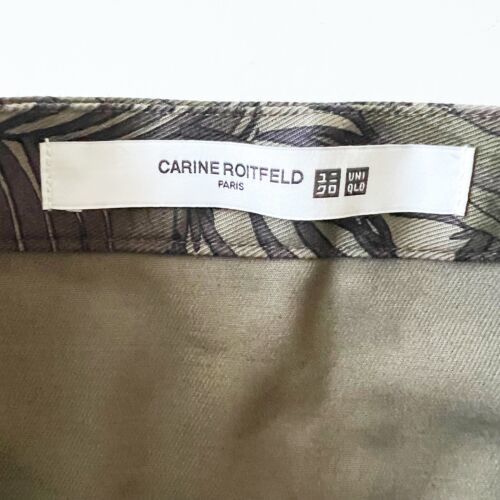 CARINE ROITFELD
PARIS
ユニ
クロ
UNI
QLO